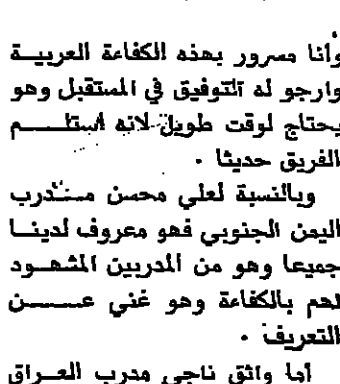 وأنا مسرور بهذه الكفاءة العربية
وارجو له التوفيق في المستقبل وهو
يحتاج لوقت طويل لانه استلم
الفريق حديثا .
وبالنسبة لعلي محسن مدرب
اليمن الجنوبي فهو معروف لدينا
جميعا وهو من المدربين المشهود
لهم بالكفاءة وهو غني عن
التعريف .
أما واثق ناجي مدرب العراق